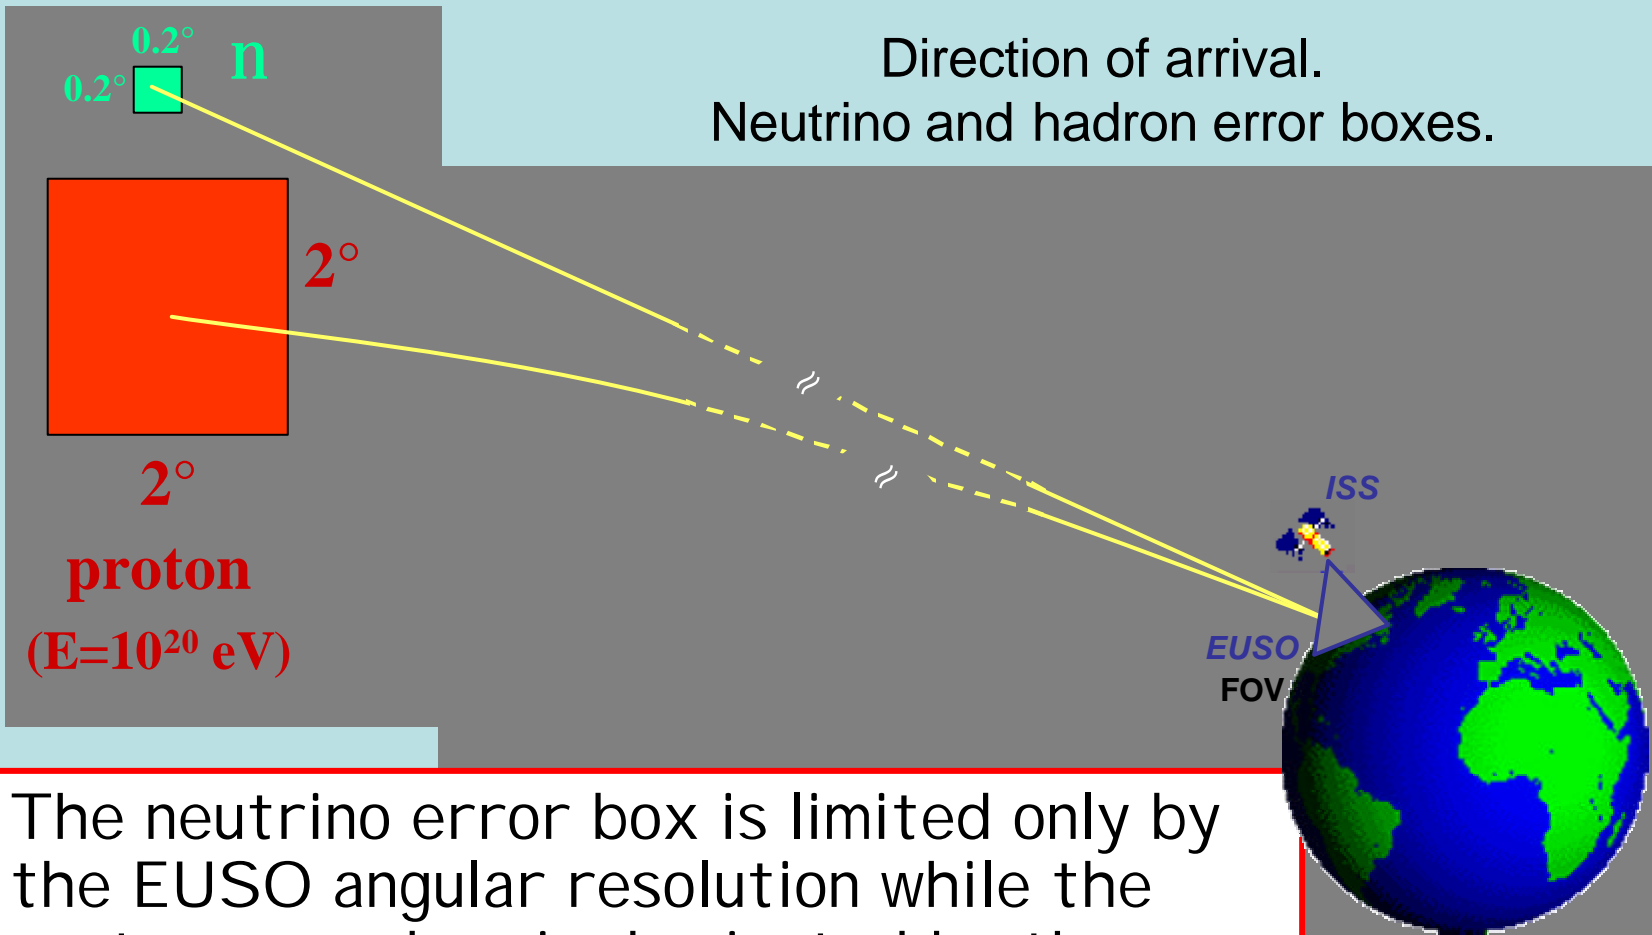 Direction of arrival.
Neutrino and hadron error boxes.
0.2°
0.2°
n
2°
2°
proton
(E=10²⁰ eV)
ISS
EUSO
FOV
The neutrino error box is limited only by
the EUSO angular resolution while the